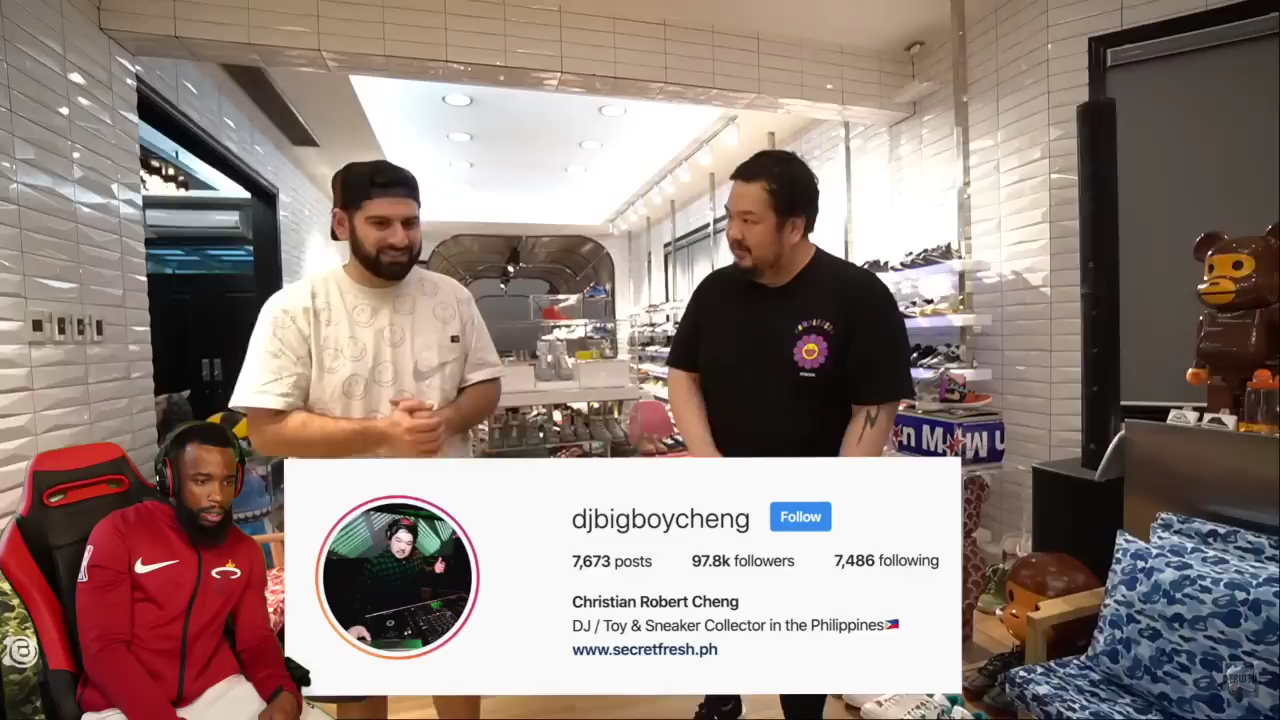 djbigboycheng Follow
7,673 posts 97.8k followers 7,486 following
Christian Robert Cheng
DJ / Toy & Sneaker Collector in the Philippines🇵🇭
www.secretfresh.ph